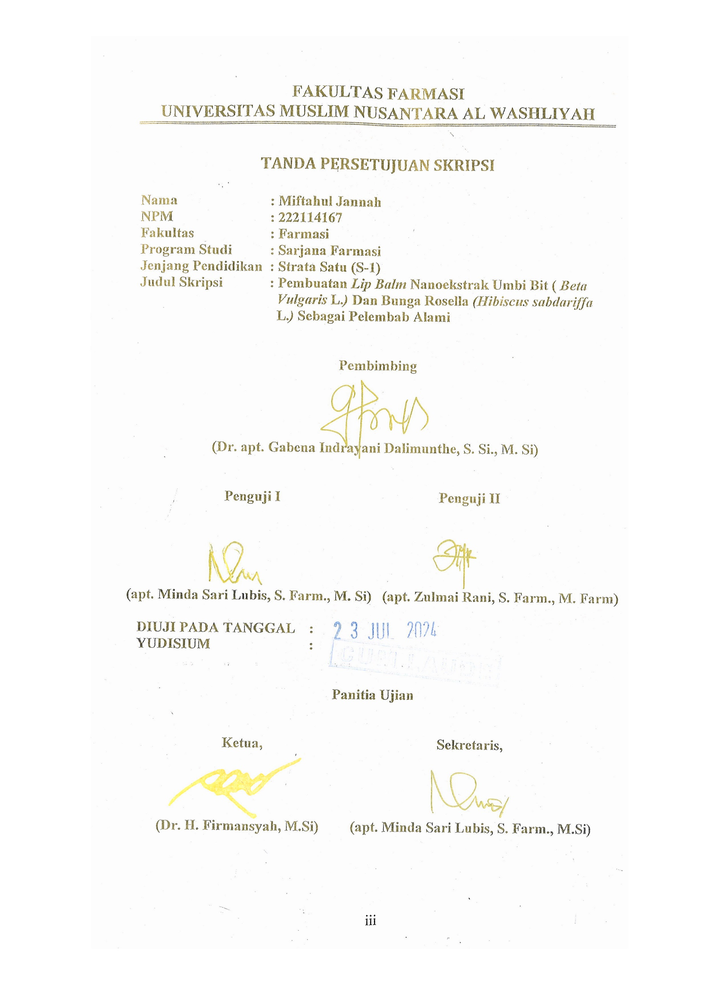 FAKULTAS FARMASI
UNIVERSITAS MUSLIM NUSANTARA AL WASHLIYAH
TANDA PERSETUJUAN SKRIPSI
Nama : Miftahul Jannah
NPM : 222114167
Fakultas : Farmasi
Program Studi : Sarjana Farmasi
Jenjang Pendidikan : Strata Satu (S-1)
Judul Skripsi : Pembuatan Lip Balm Nanoekstrak Umbi Bit ( Beta
Vulgaris L.) Dan Bunga Rosella (Hibiscus sabdariffa
L.) Sebagai Pelembab Alami
Pembimbing
(Dr. apt. Gabena Indrayani Dalimunthe, S. Si., M. Si)
Penguji I Penguji II
(apt. Minda Sari Lubis, S. Farm., M. Si) (apt. Zulmai Rani, S. Farm., M. Farm)
DIUJI PADA TANGGAL : 23 JUL 2024
YUDISIUM :
Panitia Ujian
Ketua, Sekretaris,
(Dr. H. Firmansyah, M.Si) (apt. Minda Sari Lubis, S. Farm., M.Si)
iii